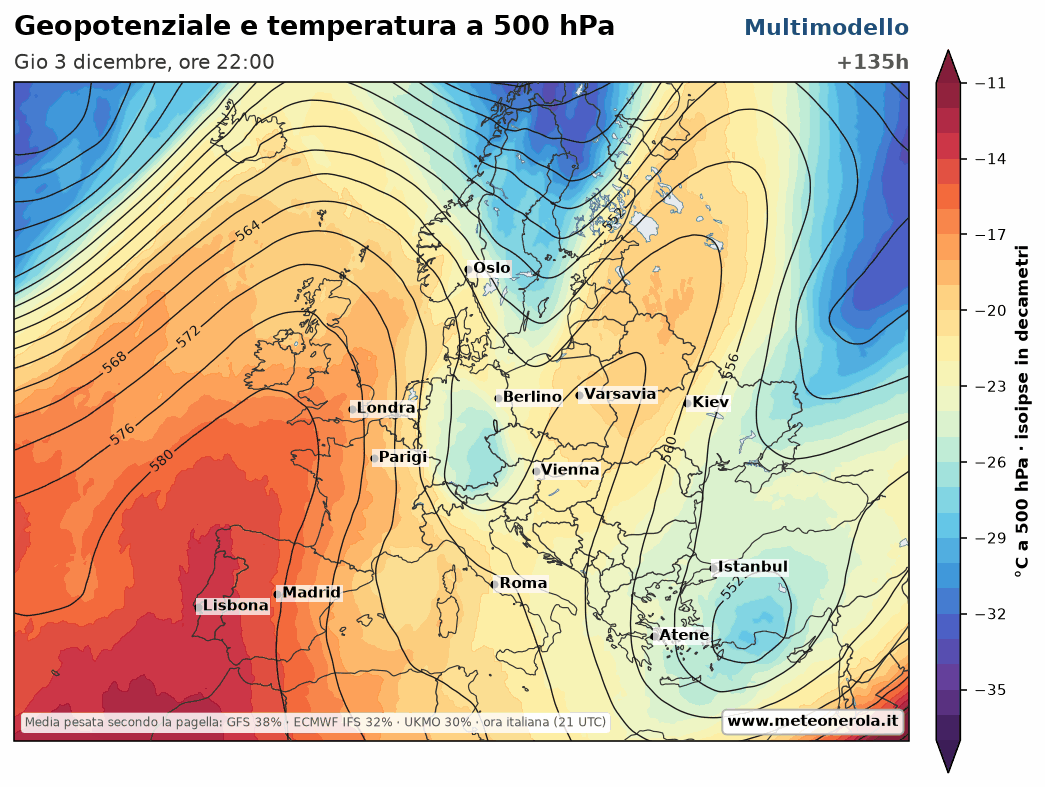 Geopotenziale e temperatura a 500 hPa
Multimodello
Gio 3 dicembre, ore 22:00
+135h
−11
−14
−17
−20
−23
−26
−29
−32
−35
°C a 500 hPa · isoipse in decametri
564
572
568
576
580
556
560
552
Oslo
Berlino
Varsavia
Kiev
Londra
Parigi
Vienna
Istanbul
Roma
Madrid
Lisbona
Atene
Media pesata secondo la pagella: GFS 38% · ECMWF IFS 32% · UKMO 30% · ora italiana (21 UTC)
www.meteonerola.it